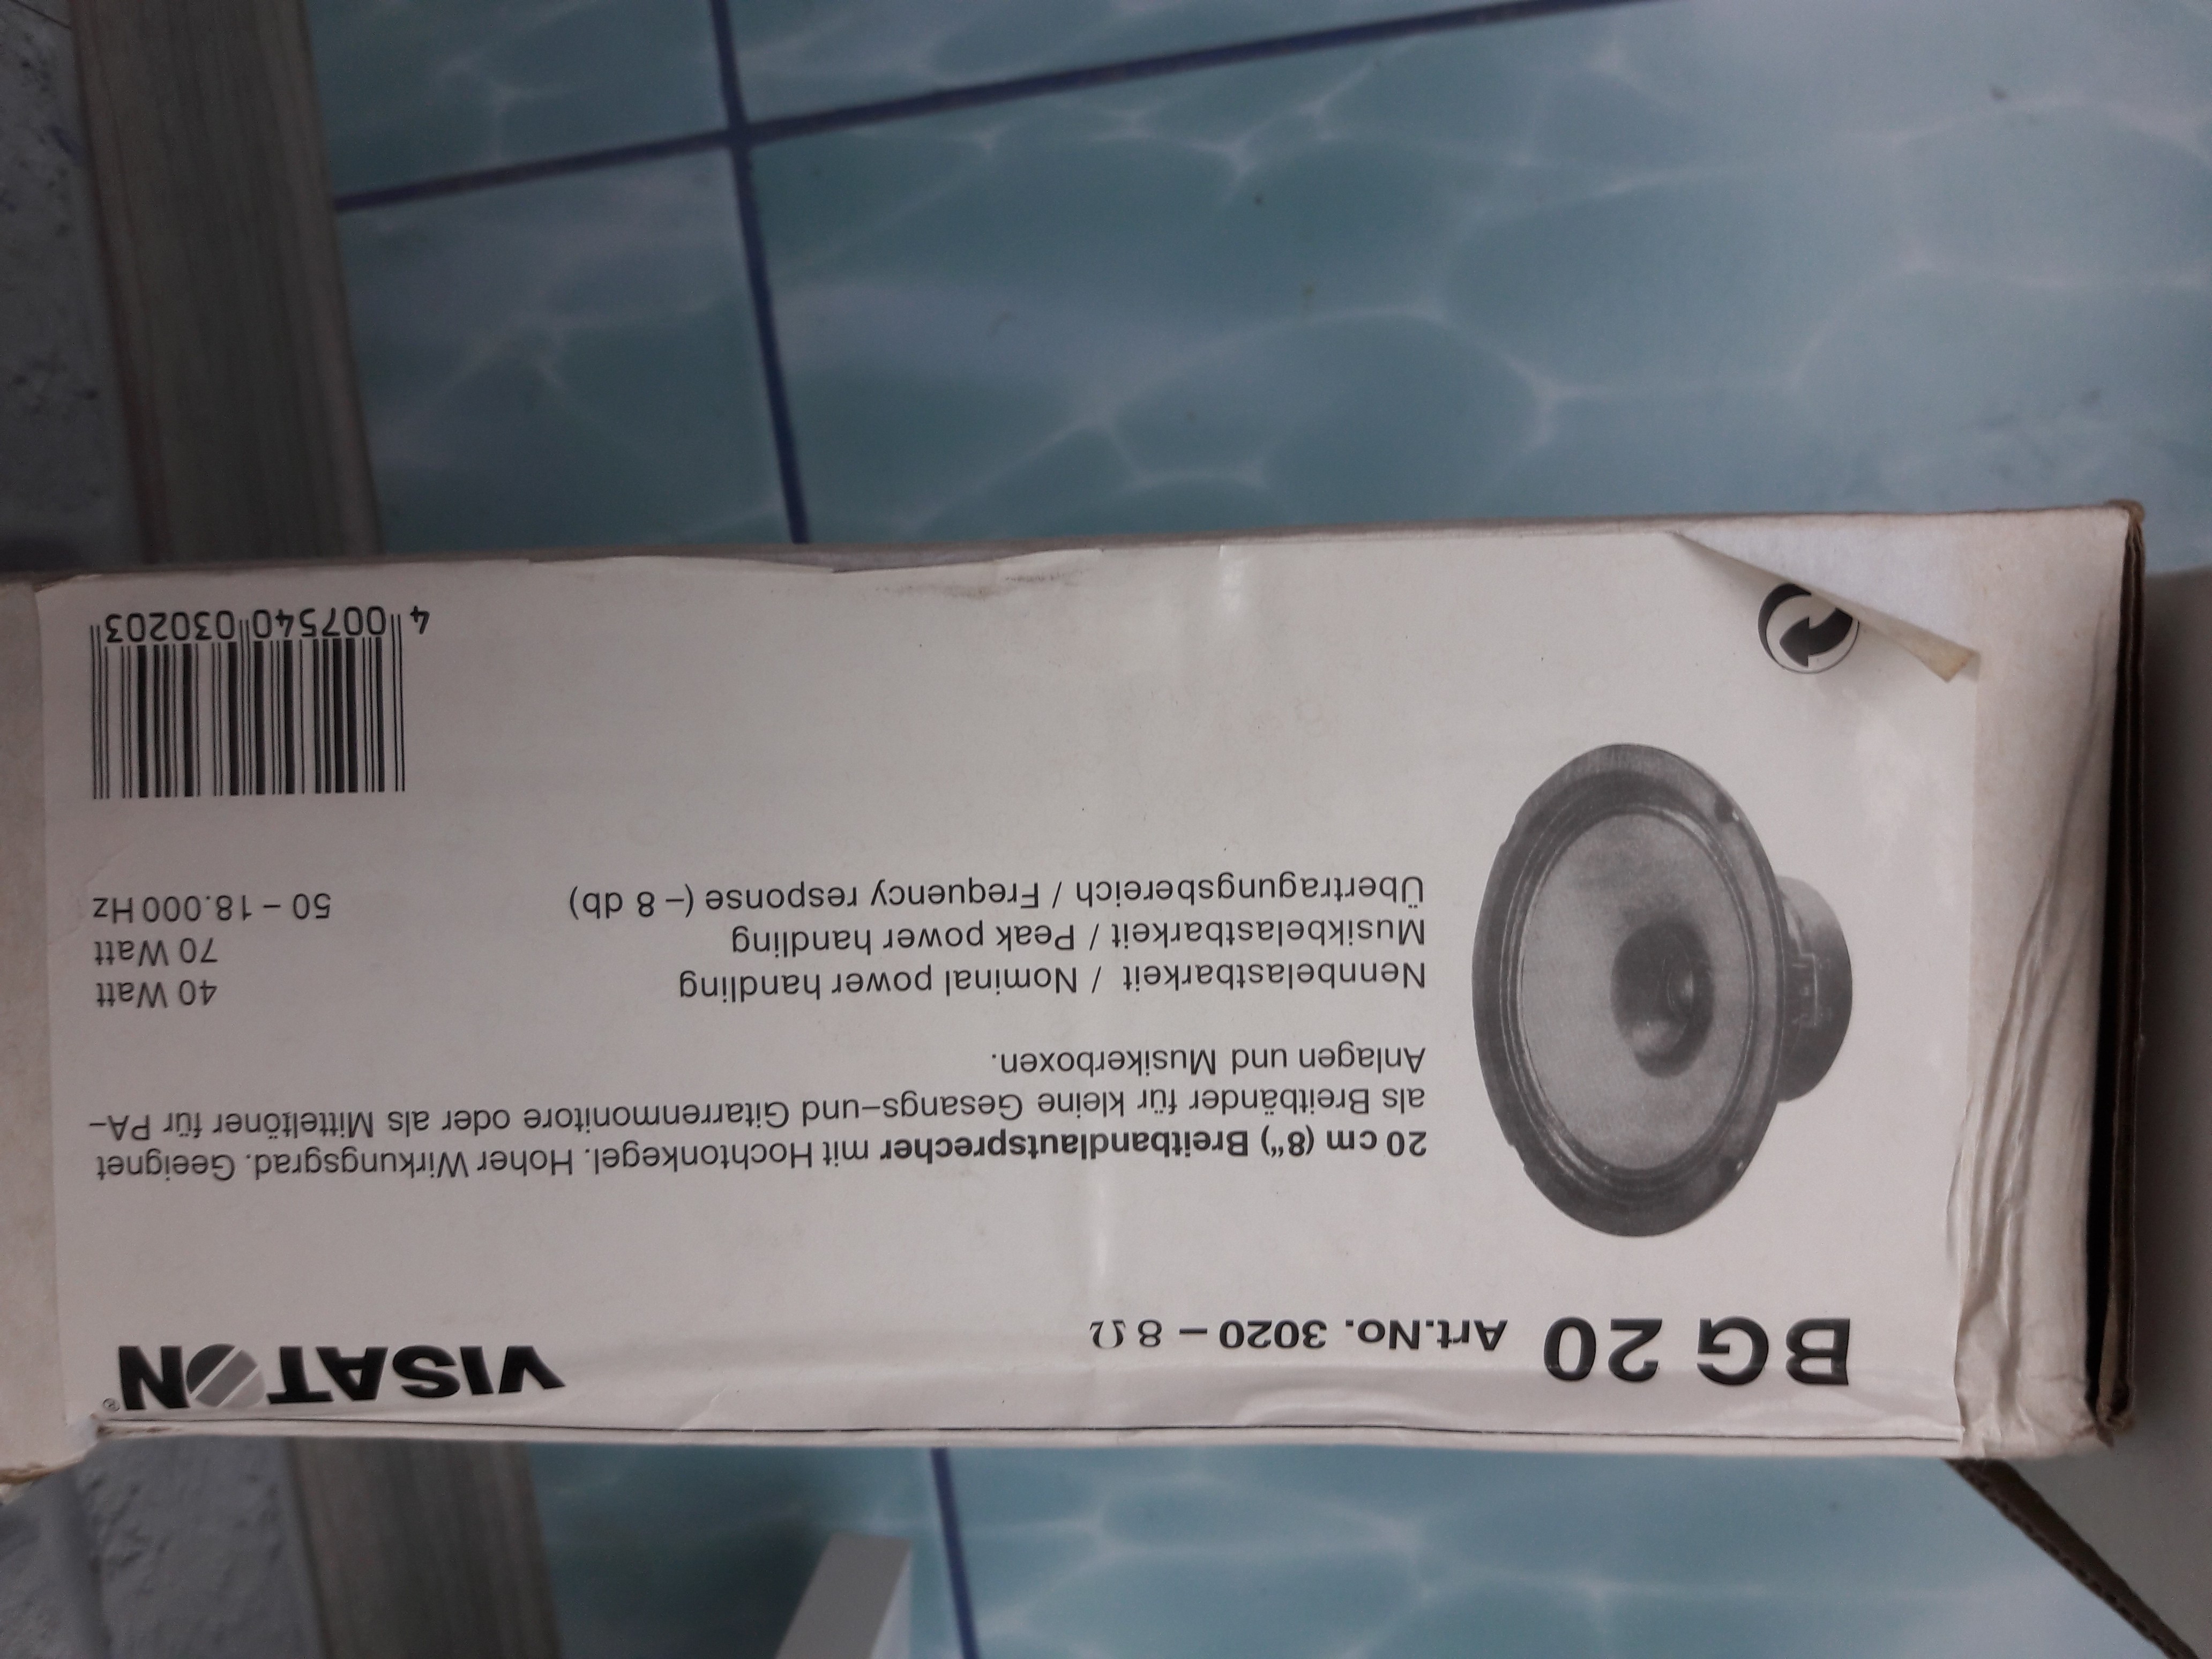 BG 20 Art.No. 3020 – 8 Ω
VISATON®
20 cm (8“) Breitbandlautsprecher mit Hochtonkegel. Hoher Wirkungsgrad. Geeignet
als Breitbänder für kleine Gesangs–und Gitarrenmonitore oder als Mitteltöner für PA–
Anlagen und Musikerboxen.
Nennbelastbarkeit / Nominal power handling 40 Watt
Musikbelastbarkeit / Peak power handling 70 Watt
Übertragungsbereich / Frequency response (– 8 db) 50 – 18.000 Hz
4 007540 030203